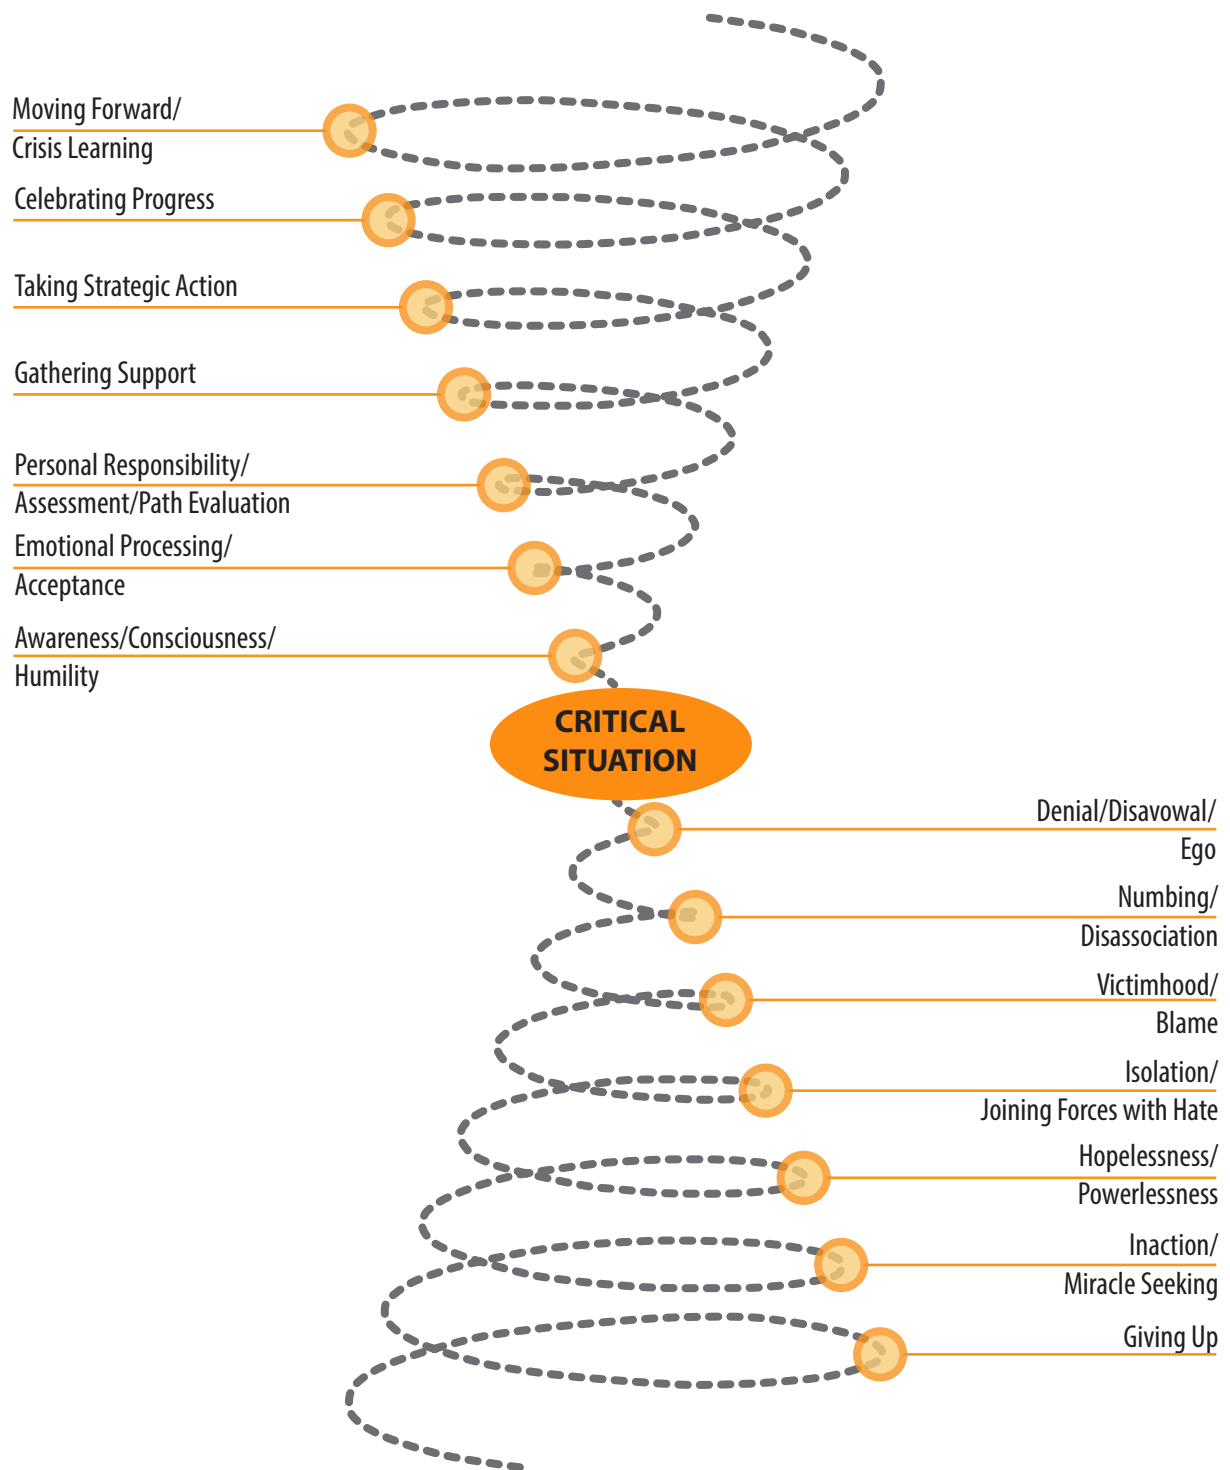 Moving Forward/
Crisis Learning
Celebrating Progress
Taking Strategic Action
Gathering Support
Personal Responsibility/
Assessment/Path Evaluation
Emotional Processing/
Acceptance
Awareness/Consciousness/
Humility
CRITICAL
SITUATION
Denial/Disavowal/
Ego
Numbing/
Disassociation
Victimhood/
Blame
Isolation/
Joining Forces with Hate
Hopelessness/
Powerlessness
Inaction/
Miracle Seeking
Giving Up